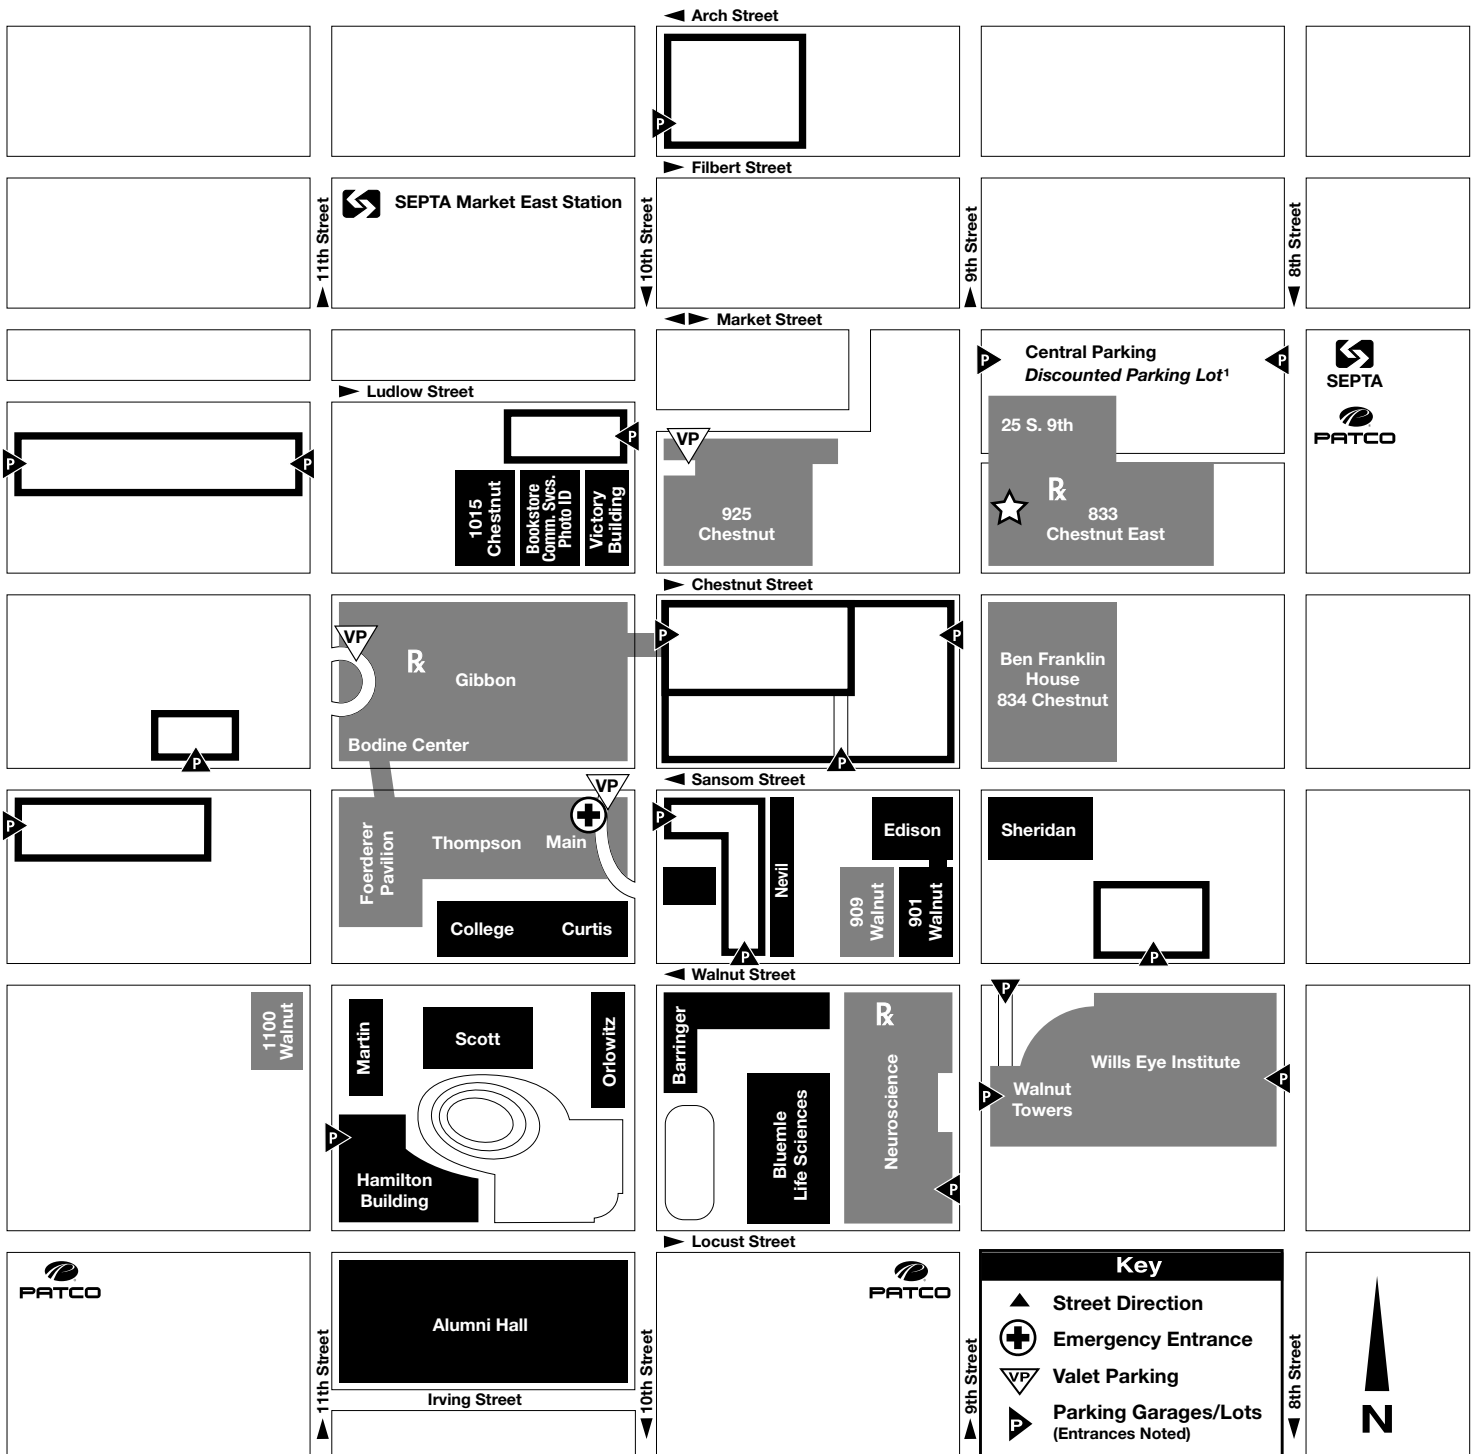 Arch Street
P
Filbert Street
SEPTA Market East Station
11th Street
10th Street
9th Street
8th Street
Market Street
P
Central Parking
Discounted Parking Lot¹
P
SEPTA
PATCO
Ludlow Street
P
P
P
1015
Chestnut
Bookstore
Comm. Svcs.
Photo ID
Victory
Building
VP
925
Chestnut
25 S. 9th
Rx
833
Chestnut East
Chestnut Street
VP
Rx
Gibbon
Bodine Center
P
P
P
P
Ben Franklin
House
834 Chestnut
Sansom Street
P
VP
Foerderer
Pavilion
Thompson
Main
College
Curtis
P
P
Nevil
Edison
909
Walnut
901
Walnut
Sheridan
P
Walnut Street
1100
Walnut
Martin
Scott
Orlowitz
P
Hamilton
Building
Barringer
Bluemle
Life Sciences
Rx
Neuroscience
P
P
P
P
Wills Eye Institute
Walnut
Towers
Locust Street
PATCO
Alumni Hall
PATCO
Irving Street
11th Street
10th Street
9th Street
8th Street
Key
Street Direction
Emergency Entrance
VP
Valet Parking
P
Parking Garages/Lots
(Entrances Noted)
N